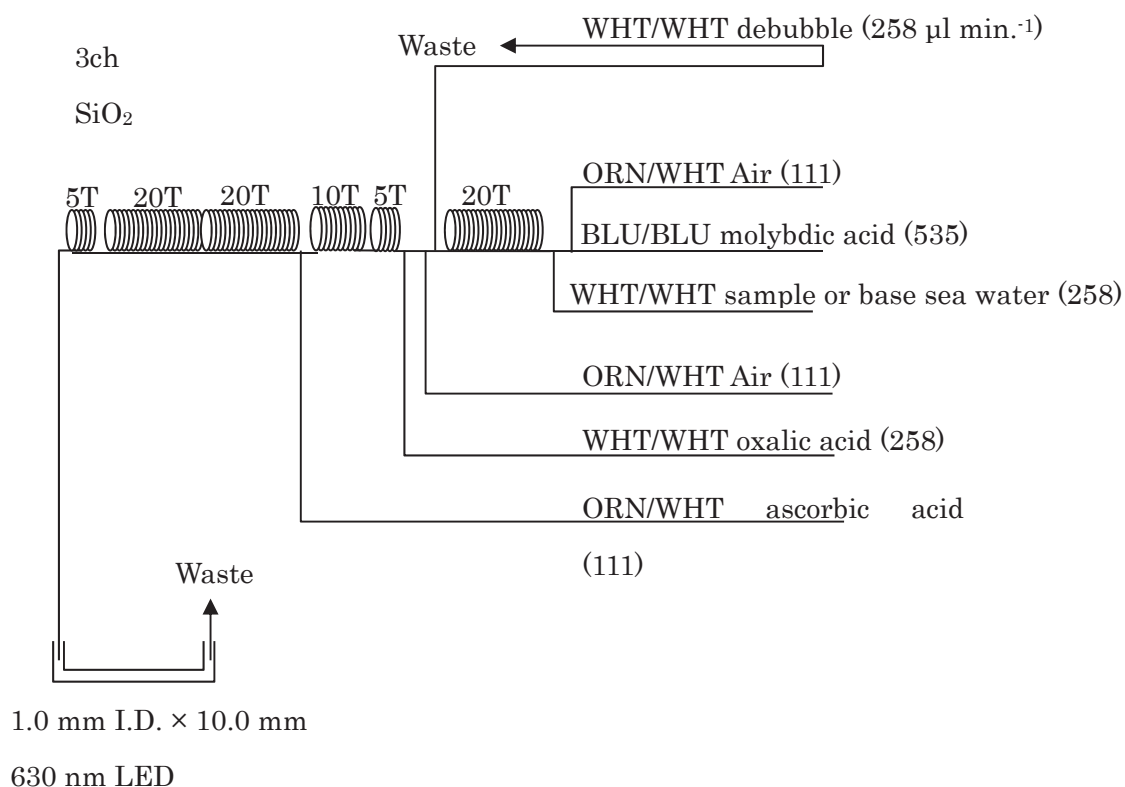 WHT/WHT debubble (258 µl min.-1)
Waste
3ch
SiO2
5T 20T 20T 10T 5T 20T
ORN/WHT Air (111)
BLU/BLU molybdic acid (535)
WHT/WHT sample or base sea water (258)
ORN/WHT Air (111)
WHT/WHT oxalic acid (258)
ORN/WHT ascorbic acid
(111)
Waste
1.0 mm I.D. × 10.0 mm
630 nm LED